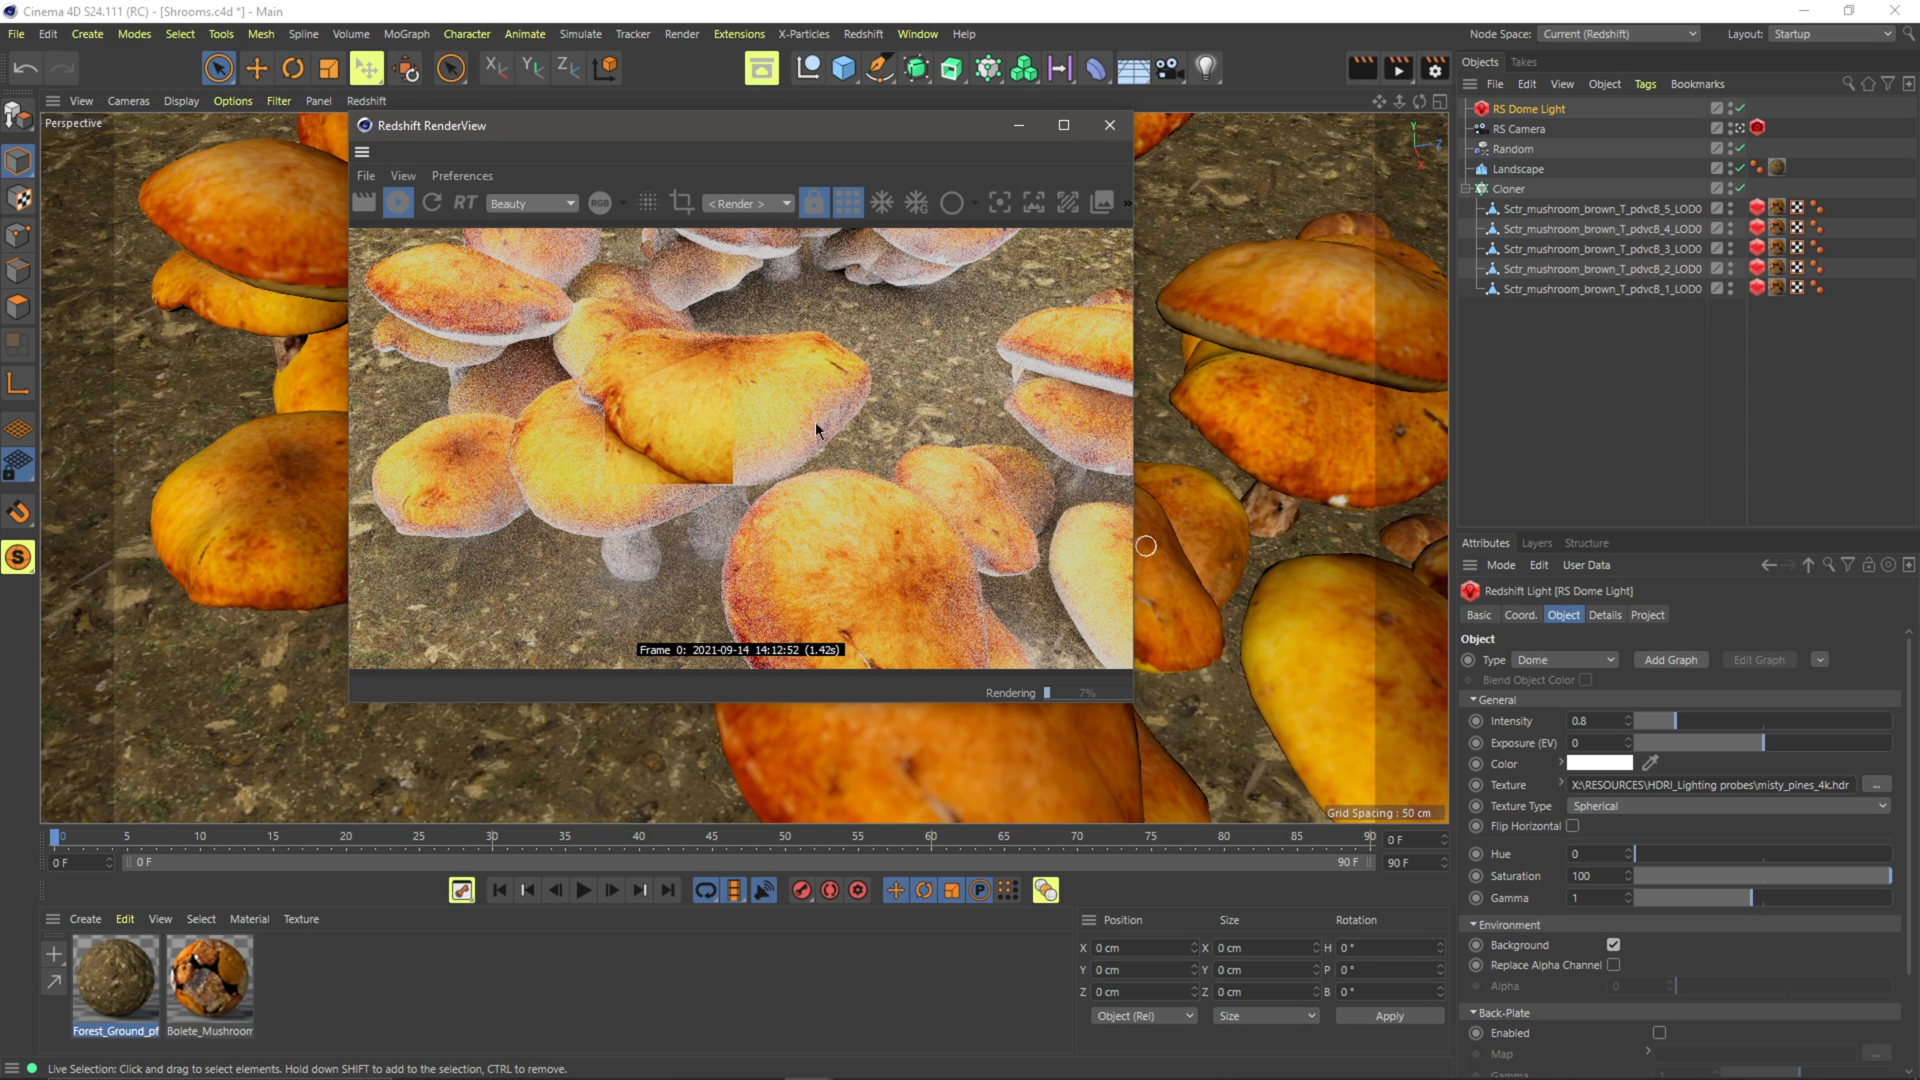 Cinema 4D S24.111 (RC) - [Shrooms.c4d *] - Main
File Edit Create Modes Select Tools Mesh Spline Volume MoGraph Character Animate Simulate Tracker Render Extensions X-Particles Redshift Window Help
Node Space: Current (Redshift) Layout: Startup
X Y Z
Objects Takes
File Edit View Object Tags Bookmarks
View Cameras Display Options Filter Panel Redshift
Perspective
Y
Z
X
RS Dome Light
RS Camera
Random
Landscape
Cloner
Sctr_mushroom_brown_T_pdvcB_5_LOD0
Sctr_mushroom_brown_T_pdvcB_4_LOD0
Sctr_mushroom_brown_T_pdvcB_3_LOD0
Sctr_mushroom_brown_T_pdvcB_2_LOD0
Sctr_mushroom_brown_T_pdvcB_1_LOD0
Redshift RenderView
File View Preferences
RT Beauty RGB < Render > G »
Frame 0: 2021-09-14 14:12:52 (1.42s)
Rendering 7%
Grid Spacing : 50 cm
S
Attributes Layers Structure
Mode Edit User Data
Redshift Light [RS Dome Light]
Basic Coord. Object Details Project
Object
Type Dome Add Graph Edit Graph
Blend Object Color
General
Intensity 0.8
Exposure (EV) 0
Color
Texture X:\RESOURCES\HDRI_Lighting probes\misty_pines_4k.hdr ...
Texture Type Spherical
Flip Horizontal
Hue 0
Saturation 100
Gamma 1
Environment
Background
Replace Alpha Channel
Alpha 0
Back-Plate
Enabled
Map ...
Gamma 1
0 5 10 15 20 25 30 35 40 45 50 55 60 65 70 75 80 85 90 0 F
0 F 0 F 90 F 90 F
P
Create Edit View Select Material Texture
Forest_Ground_pf Bolete_Mushroom
Position Size Rotation
X 0 cm X 0 cm H 0 °
Y 0 cm Y 0 cm P 0 °
Z 0 cm Z 0 cm B 0 °
Object (Rel) Size Apply
Live Selection: Click and drag to select elements. Hold down SHIFT to add to the selection, CTRL to remove.